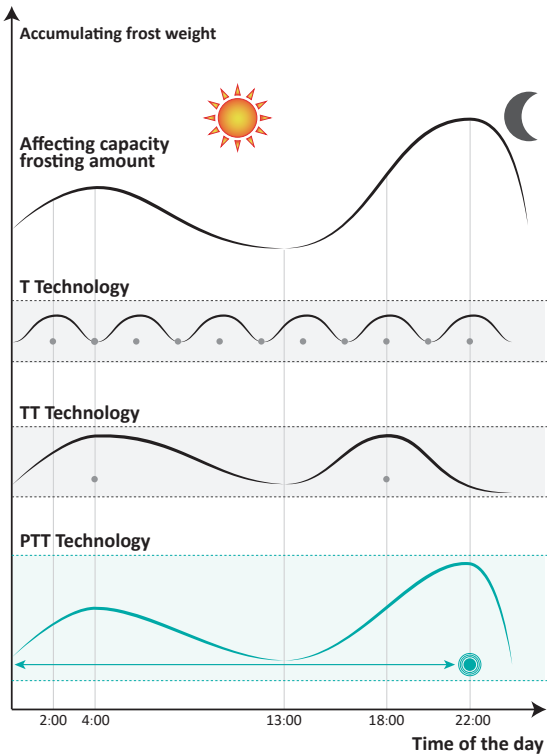 Accumulating frost weight
Affecting capacity
frosting amount
T Technology
TT Technology
PTT Technology
2:00 4:00 13:00 18:00 22:00
Time of the day